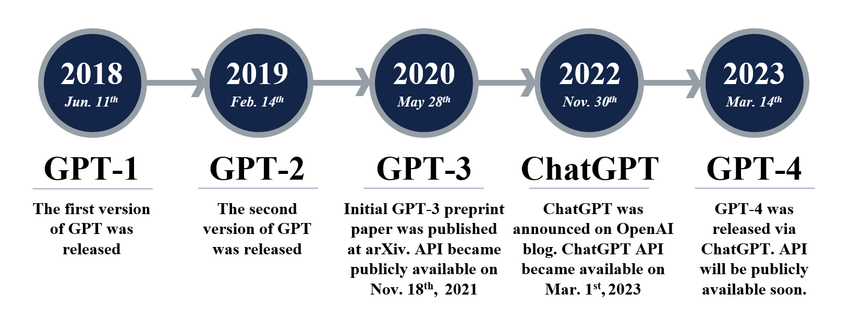 2018
Jun. 11th
2019
Feb. 14th
2020
May 28th
2022
Nov. 30th
2023
Mar. 14th
GPT-1
The first version
of GPT was
released
GPT-2
The second
version of GPT
was released
GPT-3
Initial GPT-3 preprint
paper was published
at arXiv. API became
publicly available on
Nov. 18th, 2021
ChatGPT
ChatGPT was
announced on OpenAI
blog. ChatGPT API
became available on
Mar. 1st, 2023
GPT-4
GPT-4 was
released via
ChatGPT. API
will be publicly
available soon.